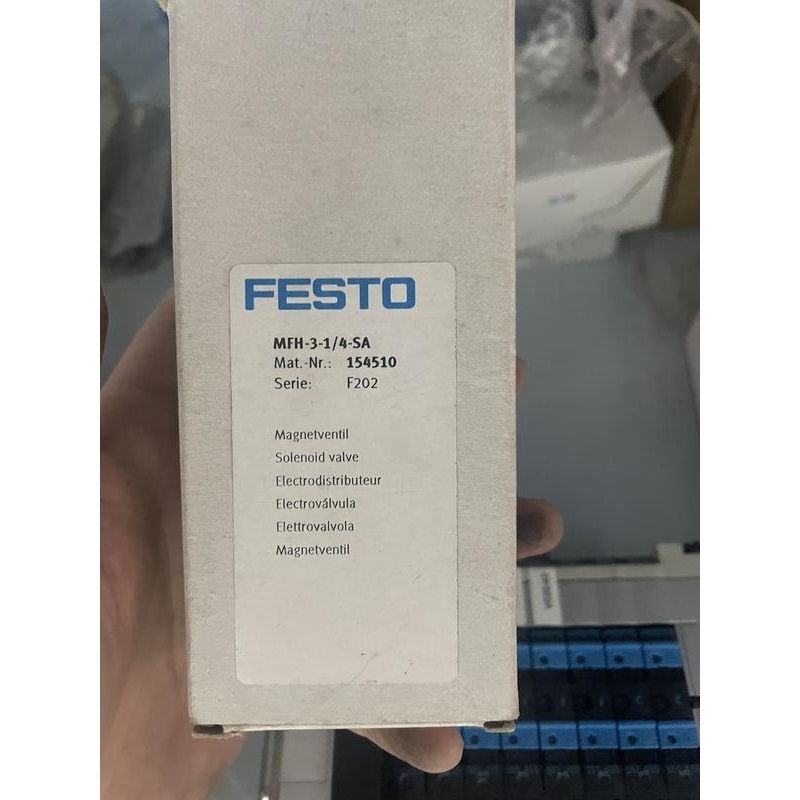 FESTO
MFH-3-1/4-SA
Mat.-Nr.: 154510
Serie: F202
Magnetventil
Solenoid valve
Electrodistributeur
Electroválvula
Elettrovalvola
Magnetventil